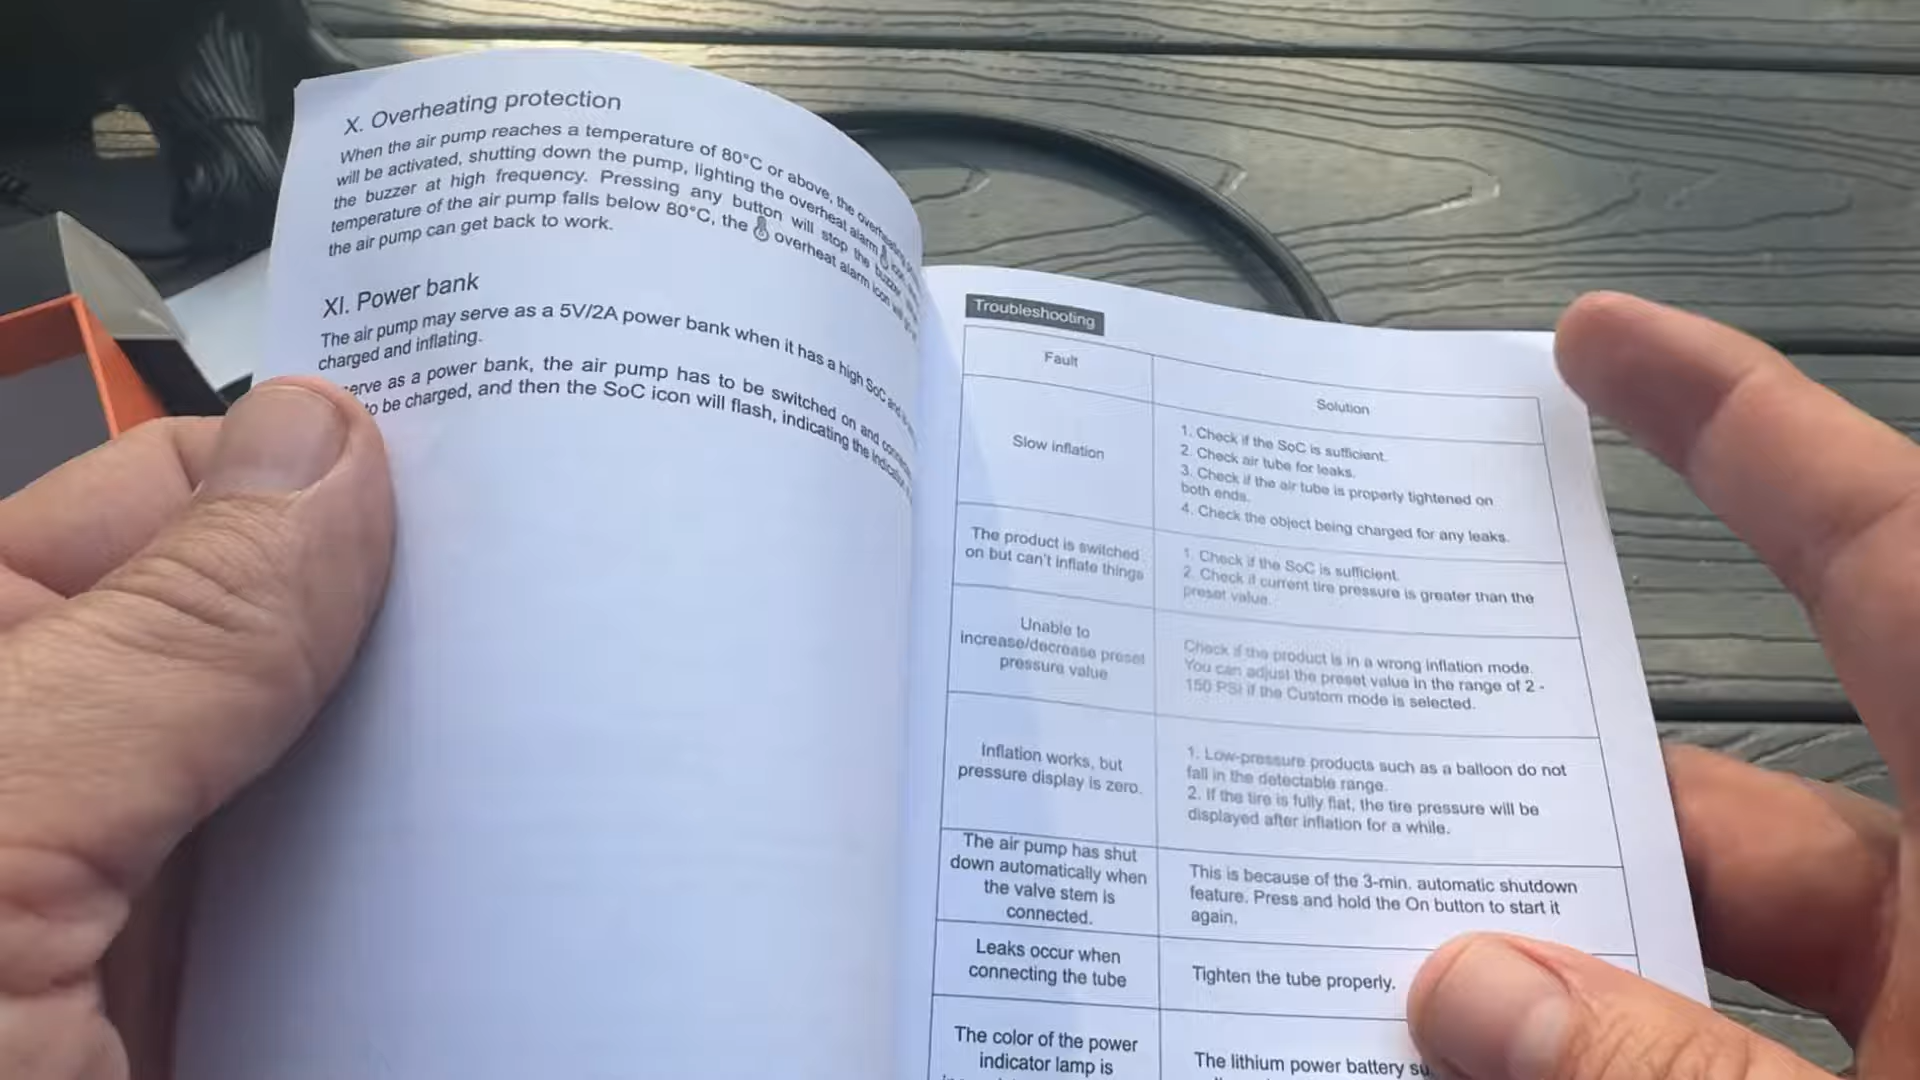 X. Overheating protection
When the air pump reaches a temperature of 80°C or above, the overheating
will be activated, shutting down the pump, lighting the overheat alarm icon
the buzzer at high frequency. Pressing any button will stop the buzzer
temperature of the air pump falls below 80°C, the overheat alarm icon will
the air pump can get back to work.
XI. Power bank
The air pump may serve as a 5V/2A power bank when it has a high SoC and
charged and inflating.
erve as a power bank, the air pump has to be switched on and
to be charged, and then the SoC icon will flash, indicating the
Troubleshooting
Fault
Solution
Slow inflation
1. Check if the SoC is sufficient.
2. Check air tube for leaks.
3. Check if the air tube is properly tightened on
both ends.
4. Check the object being charged for any leaks.
The product is switched
on but can't inflate things
1. Check if the SoC is sufficient.
2. Check if current tire pressure is greater than the
preset value.
Unable to
increase/decrease preset
pressure value
Check if the product is in a wrong inflation mode.
You can adjust the preset value in the range of 2 -
150 PSI if the Custom mode is selected.
Inflation works, but
pressure display is zero.
1. Low-pressure products such as a balloon do not
fall in the detectable range.
2. If the tire is fully flat, the tire pressure will be
displayed after inflation for a while.
The air pump has shut
down automatically when
the valve stem is
connected.
This is because of the 3-min. automatic shutdown
feature. Press and hold the On button to start it
again.
Leaks occur when
connecting the tube
Tighten the tube properly.
The color of the power
indicator lamp is
The lithium power battery su